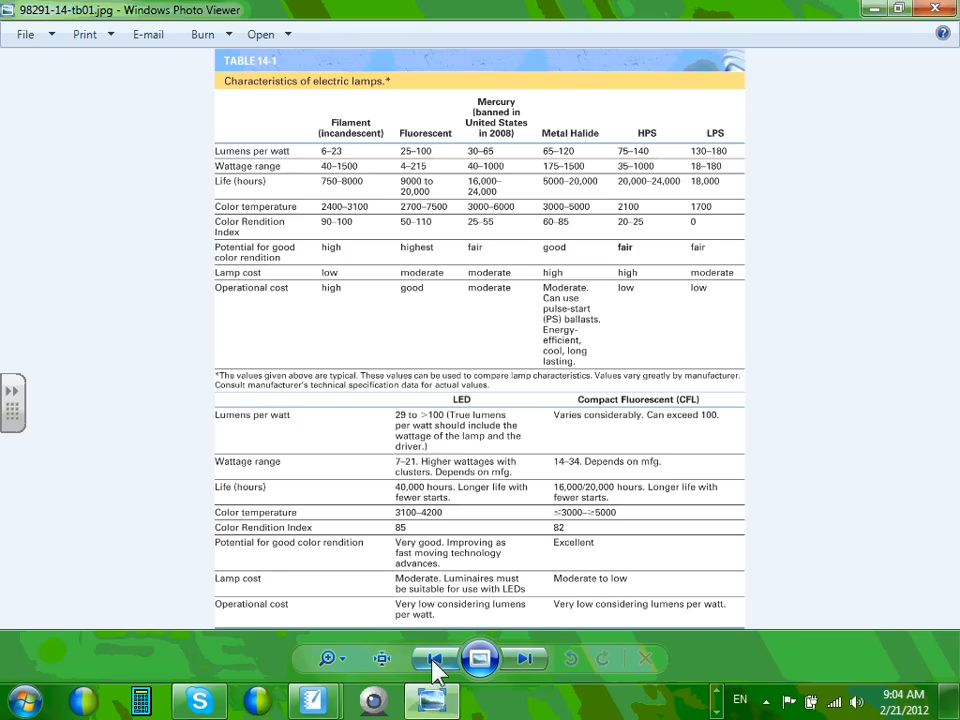 98291-14-tb01.jpg - Windows Photo Viewer
File Print E-mail Burn Open
TABLE 14-1
Characteristics of electric lamps.*
Filament (incandescent) Fluorescent Mercury (banned in United States in 2008) Metal Halide HPS LPS
Lumens per watt 6–23 25–100 30–65 65–120 75–140 130–180
Wattage range 40–1500 4–215 40–1000 175–1500 35–1000 18–180
Life (hours) 750–8000 9000 to 20,000 16,000–24,000 5000–20,000 20,000–24,000 18,000
Color temperature 2400–3100 2700–7500 3000–6000 3000–5000 2100 1700
Color Rendition Index 90–100 50–110 25–55 60–85 20–25 0
Potential for good color rendition high highest fair good fair fair
Lamp cost low moderate moderate high high moderate
Operational cost high good moderate Moderate. Can use pulse-start (PS) ballasts. Energy-efficient, cool, long lasting. low low
*The values given above are typical. These values can be used to compare lamp characteristics. Values vary greatly by manufacturer.
Consult manufacturer's technical specification data for actual values.
LED Compact Fluorescent (CFL)
Lumens per watt 29 to >100 (True lumens per watt should include the wattage of the lamp and the driver.) Varies considerably. Can exceed 100.
Wattage range 7–21. Higher wattages with clusters. Depends on mfg. 14–34. Depends on mfg.
Life (hours) 40,000 hours. Longer life with fewer starts. 16,000/20,000 hours. Longer life with fewer starts.
Color temperature 3100–4200 ≤3000–≥5000
Color Rendition Index 85 82
Potential for good color rendition Very good. Improving as fast moving technology advances. Excellent
Lamp cost Moderate. Luminaires must be suitable for use with LEDs Moderate to low
Operational cost Very low considering lumens per watt. Very low considering lumens per watt.
EN
9:04 AM
2/21/2012